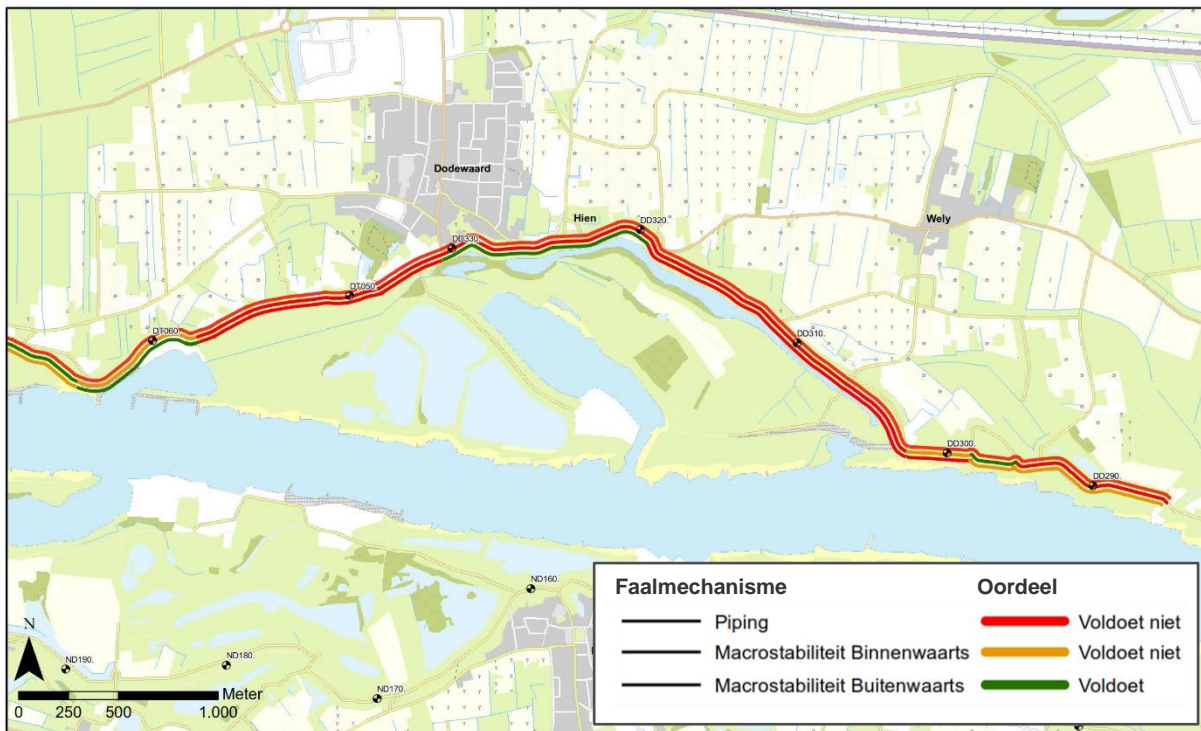 Dodewaard
Hien
Wely
DD330.
DD320.
DT050
DT060
DD310.
DD300.
DD290.
ND160.
ND190.
ND180.
ND170.
N
Meter
0 250 500 1.000
Faalmechanisme Oordeel
Piping Voldoet niet
Macrostabiliteit Binnenwaarts Voldoet niet
Macrostabiliteit Buitenwaarts Voldoet